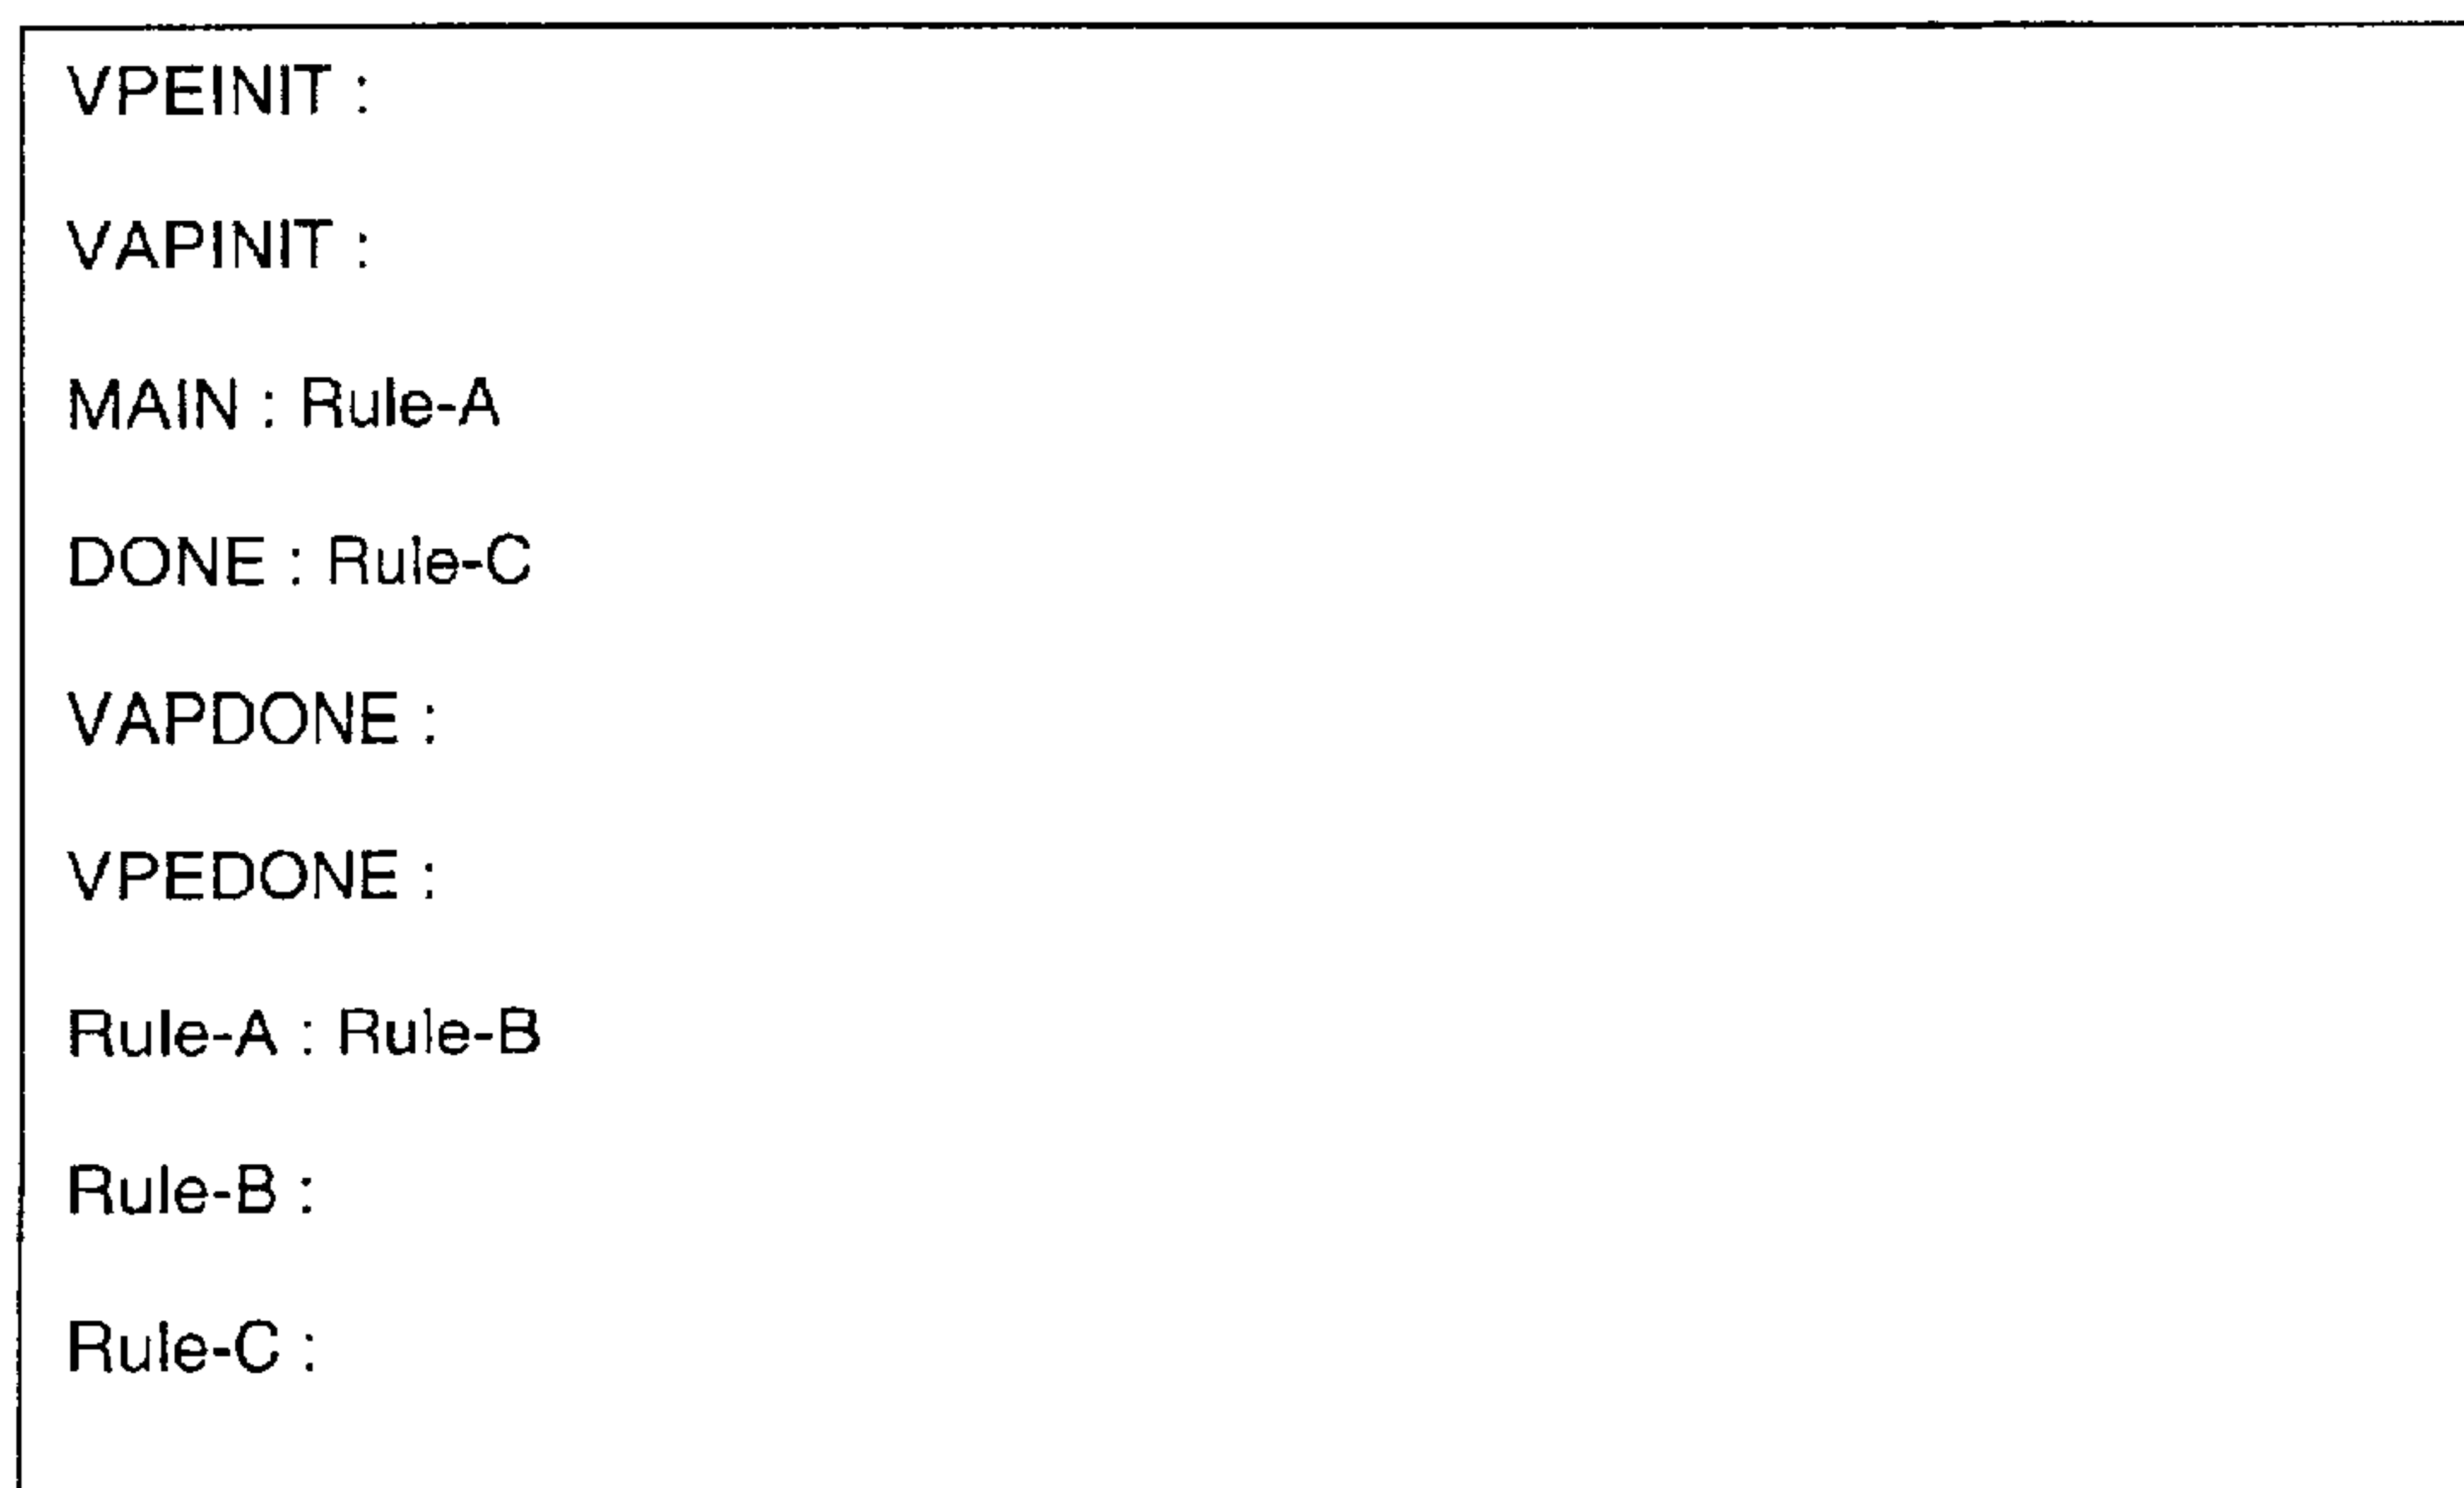 VPEINIT :
VAPINIT :
MAIN : Rule-A
DONE : Rule-C
VAPDONE :
VPEDONE :
Rule-A : Rule-B
Rule-B :
Rule-C :